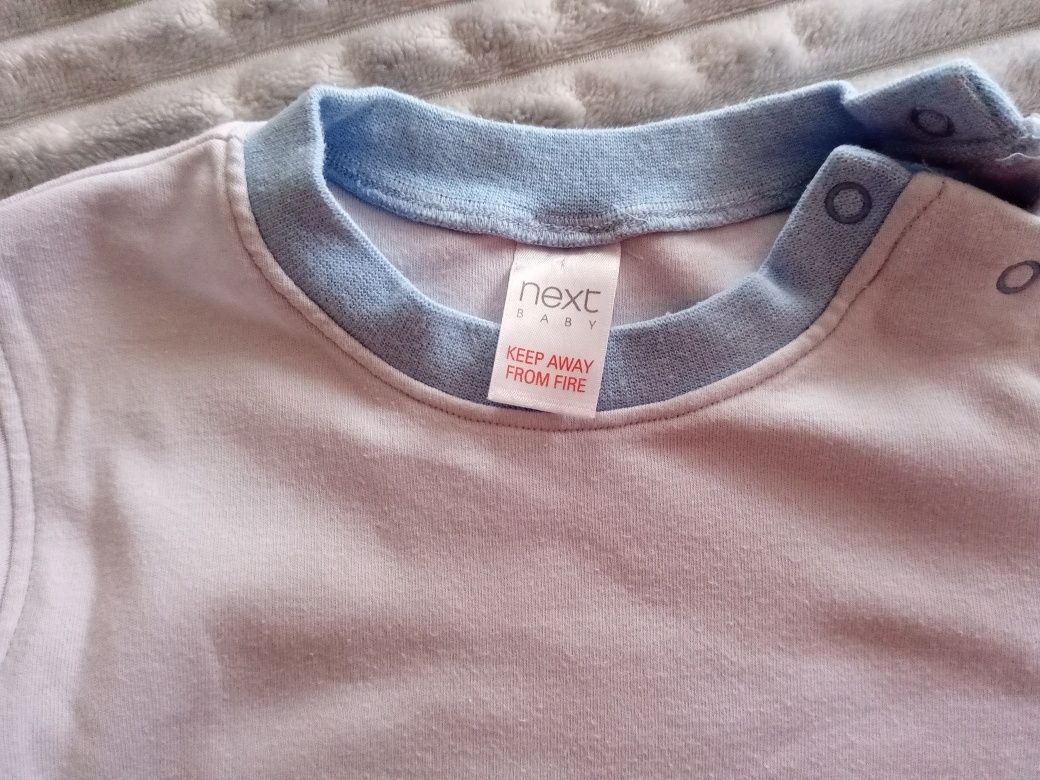 next
BABY
KEEP AWAY
FROM FIRE